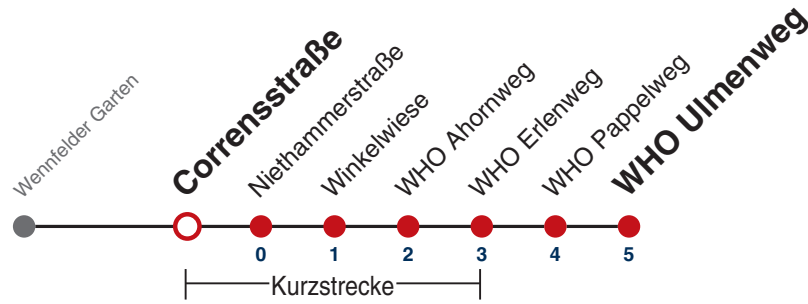 Wennfelder Garten
Corrensstraße
Niethammerstraße
Winkelwiese
WHO Ahornweg
WHO Erlenweg
WHO Pappelweg
WHO Ulmenweg
0 1 2 3 4 5
Kurzstrecke